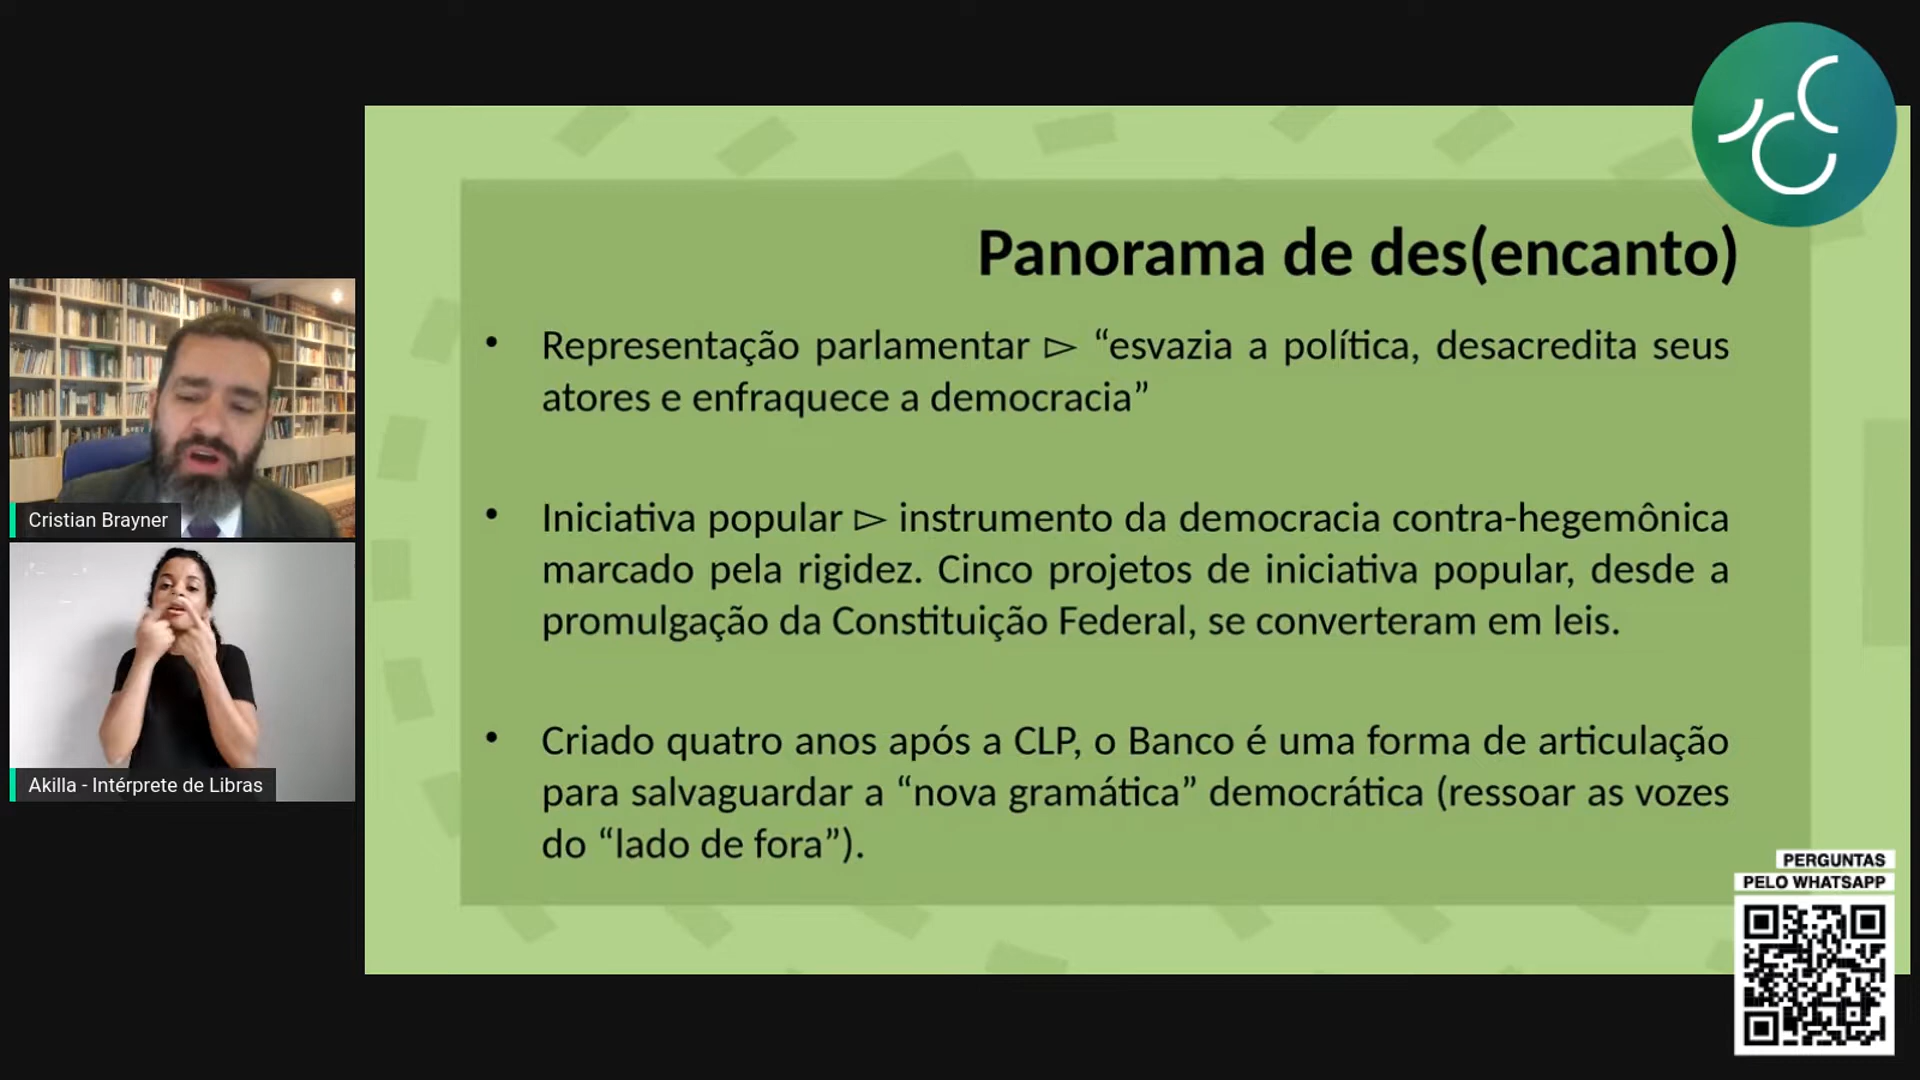 Panorama de des(encanto)
• Representação parlamentar ▻ “esvazia a política, desacredita seus
atores e enfraquece a democracia”
• Iniciativa popular ▻ instrumento da democracia contra-hegemônica
marcado pela rigidez. Cinco projetos de iniciativa popular, desde a
promulgação da Constituição Federal, se converteram em leis.
• Criado quatro anos após a CLP, o Banco é uma forma de articulação
para salvaguardar a “nova gramática” democrática (ressoar as vozes
do “lado de fora”).
Cristian Brayner
Akilla - Intérprete de Libras
PERGUNTAS
PELO WHATSAPP